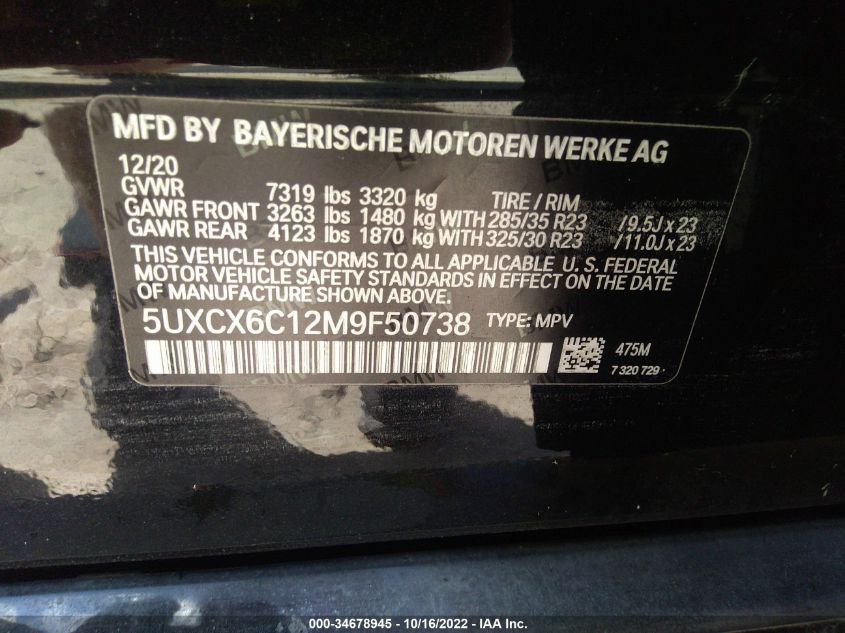 MFD BY BAYERISCHE MOTOREN WERKE AG
12/20
GVWR 7319 lbs 3320 kg TIRE / RIM
GAWR FRONT 3263 lbs 1480 kg WITH 285/35 R23 /9.5J x 23
GAWR REAR 4123 lbs 1870 kg WITH 325/30 R23 /11.0J x 23
THIS VEHICLE CONFORMS TO ALL APPLICABLE U. S. FEDERAL
MOTOR VEHICLE SAFETY STANDARDS IN EFFECT ON THE DATE
OF MANUFACTURE SHOWN ABOVE.
5UXCX6C12M9F50738 TYPE: MPV
475M
7 320 729
000-34678945 / 10/16/2022 - IAA Inc.